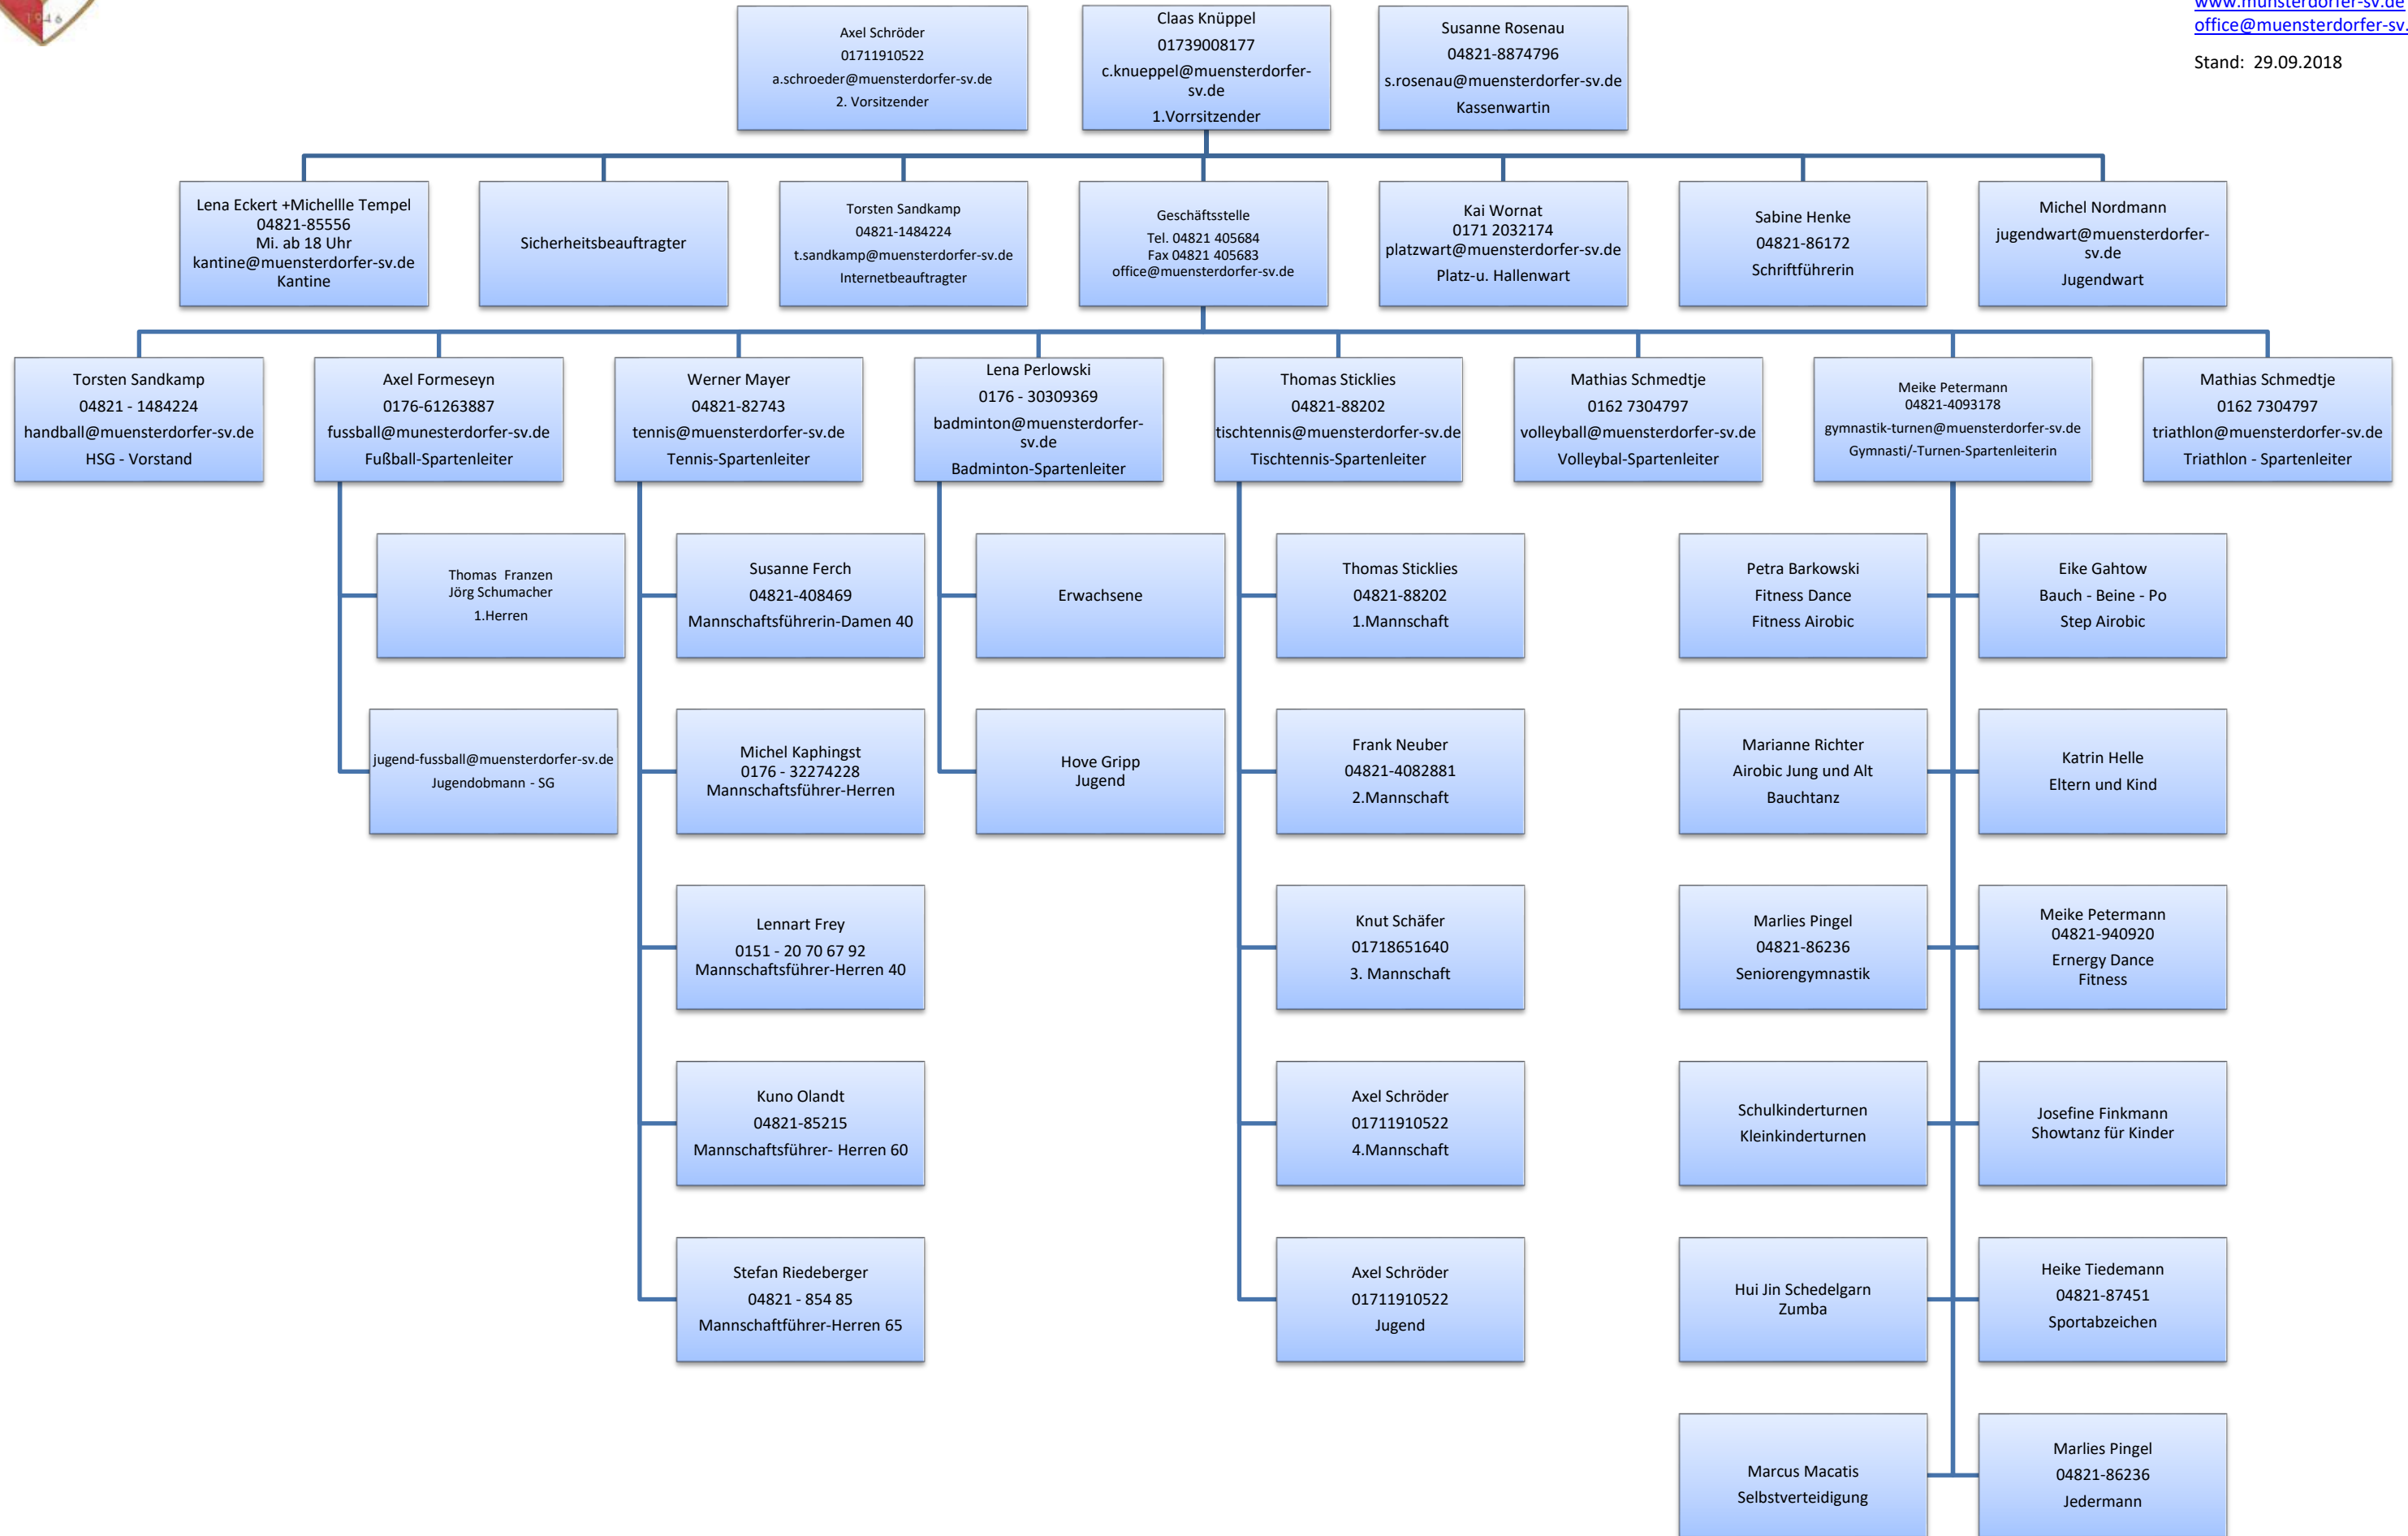 1946
www.munsterdorfer-sv.de
office@muensterdorfer-sv.
Stand: 29.09.2018
Axel Schröder
01711910522
a.schroeder@muensterdorfer-sv.de
2. Vorsitzender
Claas Knüppel
01739008177
c.knueppel@muensterdorfer-
sv.de
1.Vorrsitzender
Susanne Rosenau
04821-8874796
s.rosenau@muensterdorfer-sv.de
Kassenwartin
Lena Eckert +Michellle Tempel
04821-85556
Mi. ab 18 Uhr
kantine@muensterdorfer-sv.de
Kantine
Sicherheitsbeauftragter
Torsten Sandkamp
04821-1484224
t.sandkamp@muensterdorfer-sv.de
Internetbeauftragter
Geschäftsstelle
Tel. 04821 405684
Fax 04821 405683
office@muensterdorfer-sv.de
Kai Wornat
0171 2032174
platzwart@muensterdorfer-sv.de
Platz-u. Hallenwart
Sabine Henke
04821-86172
Schriftführerin
Michel Nordmann
jugendwart@muensterdorfer-
sv.de
Jugendwart
Torsten Sandkamp
04821 - 1484224
handball@muensterdorfer-sv.de
HSG - Vorstand
Axel Formeseyn
0176-61263887
fussball@munesterdorfer-sv.de
Fußball-Spartenleiter
Werner Mayer
04821-82743
tennis@muensterdorfer-sv.de
Tennis-Spartenleiter
Lena Perlowski
0176 - 30309369
badminton@muensterdorfer-
sv.de
Badminton-Spartenleiter
Thomas Sticklies
04821-88202
tischtennis@muensterdorfer-sv.de
Tischtennis-Spartenleiter
Mathias Schmedtje
0162 7304797
volleyball@muensterdorfer-sv.de
Volleybal-Spartenleiter
Meike Petermann
04821-4093178
gymnastik-turnen@muensterdorfer-sv.de
Gymnasti/-Turnen-Spartenleiterin
Mathias Schmedtje
0162 7304797
triathlon@muensterdorfer-sv.de
Triathlon - Spartenleiter
Thomas  Franzen
Jörg Schumacher
1.Herren
jugend-fussball@muensterdorfer-sv.de
Jugendobmann - SG
Susanne Ferch
04821-408469
Mannschaftsführerin-Damen 40
Michel Kaphingst
0176 - 32274228
Mannschaftsführer-Herren
Lennart Frey
0151 - 20 70 67 92
Mannschaftsführer-Herren 40
Kuno Olandt
04821-85215
Mannschaftsführer- Herren 60
Stefan Riedeberger
04821 - 854 85
Mannschaftführer-Herren 65
Erwachsene
Hove Gripp
Jugend
Thomas Sticklies
04821-88202
1.Mannschaft
Frank Neuber
04821-4082881
2.Mannschaft
Knut Schäfer
01718651640
3. Mannschaft
Axel Schröder
01711910522
4.Mannschaft
Axel Schröder
01711910522
Jugend
Petra Barkowski
Fitness Dance
Fitness Airobic
Eike Gahtow
Bauch - Beine - Po
Step Airobic
Marianne Richter
Airobic Jung und Alt
Bauchtanz
Katrin Helle
Eltern und Kind
Marlies Pingel
04821-86236
Seniorengymnastik
Meike Petermann
04821-940920
Ernergy Dance
Fitness
Schulkinderturnen
Kleinkinderturnen
Josefine Finkmann
Showtanz für Kinder
Hui Jin Schedelgarn
Zumba
Heike Tiedemann
04821-87451
Sportabzeichen
Marcus Macatis
Selbstverteidigung
Marlies Pingel
04821-86236
Jedermann